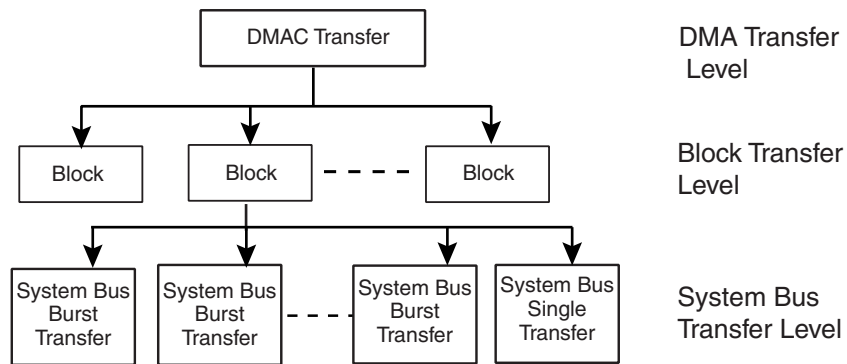 DMAC Transfer
DMA Transfer
Level
Block
Block
Block
Block Transfer
Level
System Bus
Burst
Transfer
System Bus
Burst
Transfer
System Bus
Burst
Transfer
System Bus
Single
Transfer
System Bus
Transfer Level